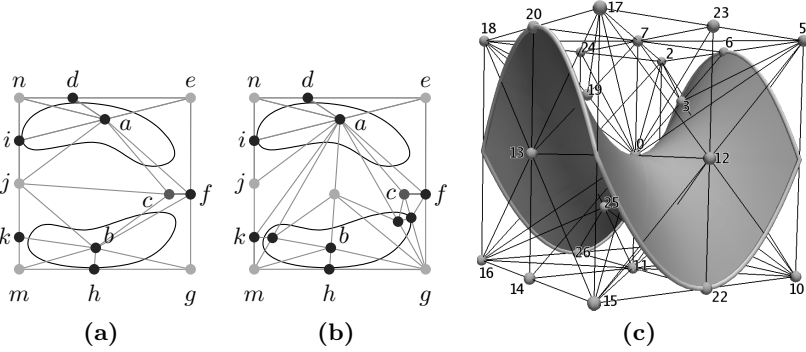 n d e
i a
j
c f
k b
m h g
(a)
n d e
i a
j
c f
k b
m h g
(b)
17
18 20 23 5
24 7 2 6
19 3
0
13 12
25
26
16 11 10
14 15 22
(c)